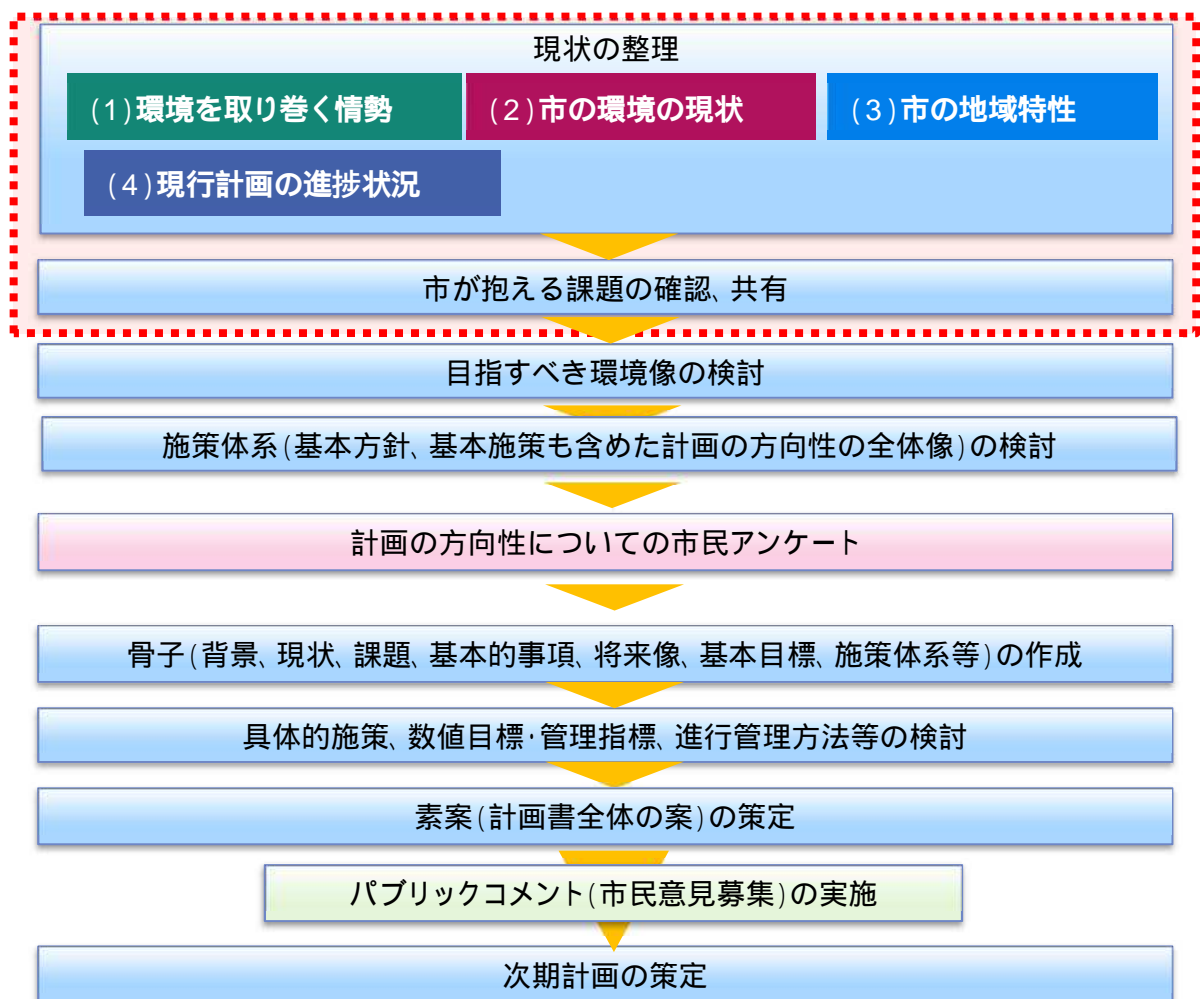 現状の整理
(1)環境を取り巻く情勢
(2)市の環境の現状
(3)市の地域特性
(4)現行計画の進捗状況
市が抱える課題の確認、共有
目指すべき環境像の検討
施策体系(基本方針、基本施策も含めた計画の方向性の全体像)の検討
計画の方向性についての市民アンケート
骨子(背景、現状、課題、基本的事項、将来像、基本目標、施策体系等)の作成
具体的施策、数値目標・管理指標、進行管理方法等の検討
素案(計画書全体の案)の策定
パブリックコメント(市民意見募集)の実施
次期計画の策定